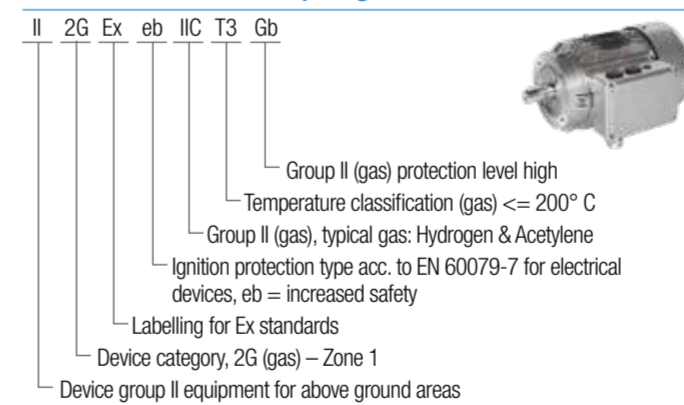 II 2G Ex eb IIC T3 Gb
Group II (gas) protection level high
Temperature classification (gas) <= 200° C
Group II (gas), typical gas: Hydrogen & Acetylene
Ignition protection type acc. to EN 60079-7 for electrical
devices, eb = increased safety
Labelling for Ex standards
Device category, 2G (gas) – Zone 1
Device group II equipment for above ground areas